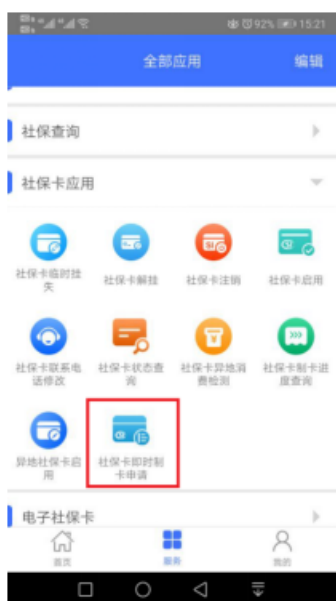 92% 15:21
全部应用
编辑
社保查询
社保卡应用
社保卡临时挂
失
社保卡解挂
社保卡注销
社保卡启用
社保卡联系电
话修改
社保卡状态查
询
社保卡异地消
费检测
社保卡制卡进
度查询
异地社保卡启
用
社保卡即时制
卡申请
电子社保卡
首页
服务
我的